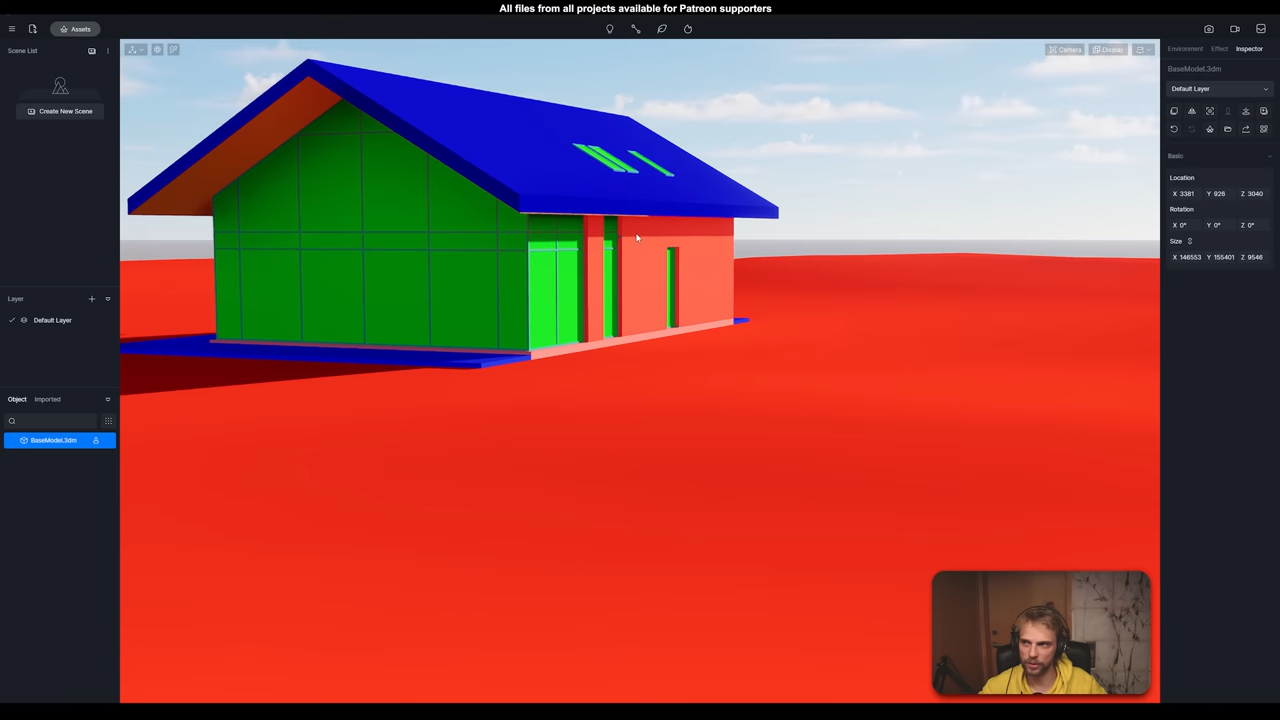 All files from all projects available for Patreon supporters
Assets
Scene List
Create New Scene
Layer
Default Layer
Object
Imported
BaseModel.3dm
Camera
Display
Environment
Effect
Inspector
BaseModel.3dm
Default Layer
Basic
Location
X 3381 Y 926 Z 3040
Rotation
X 0° Y 0° Z 0°
Size
X 146553 Y 155401 Z 9546